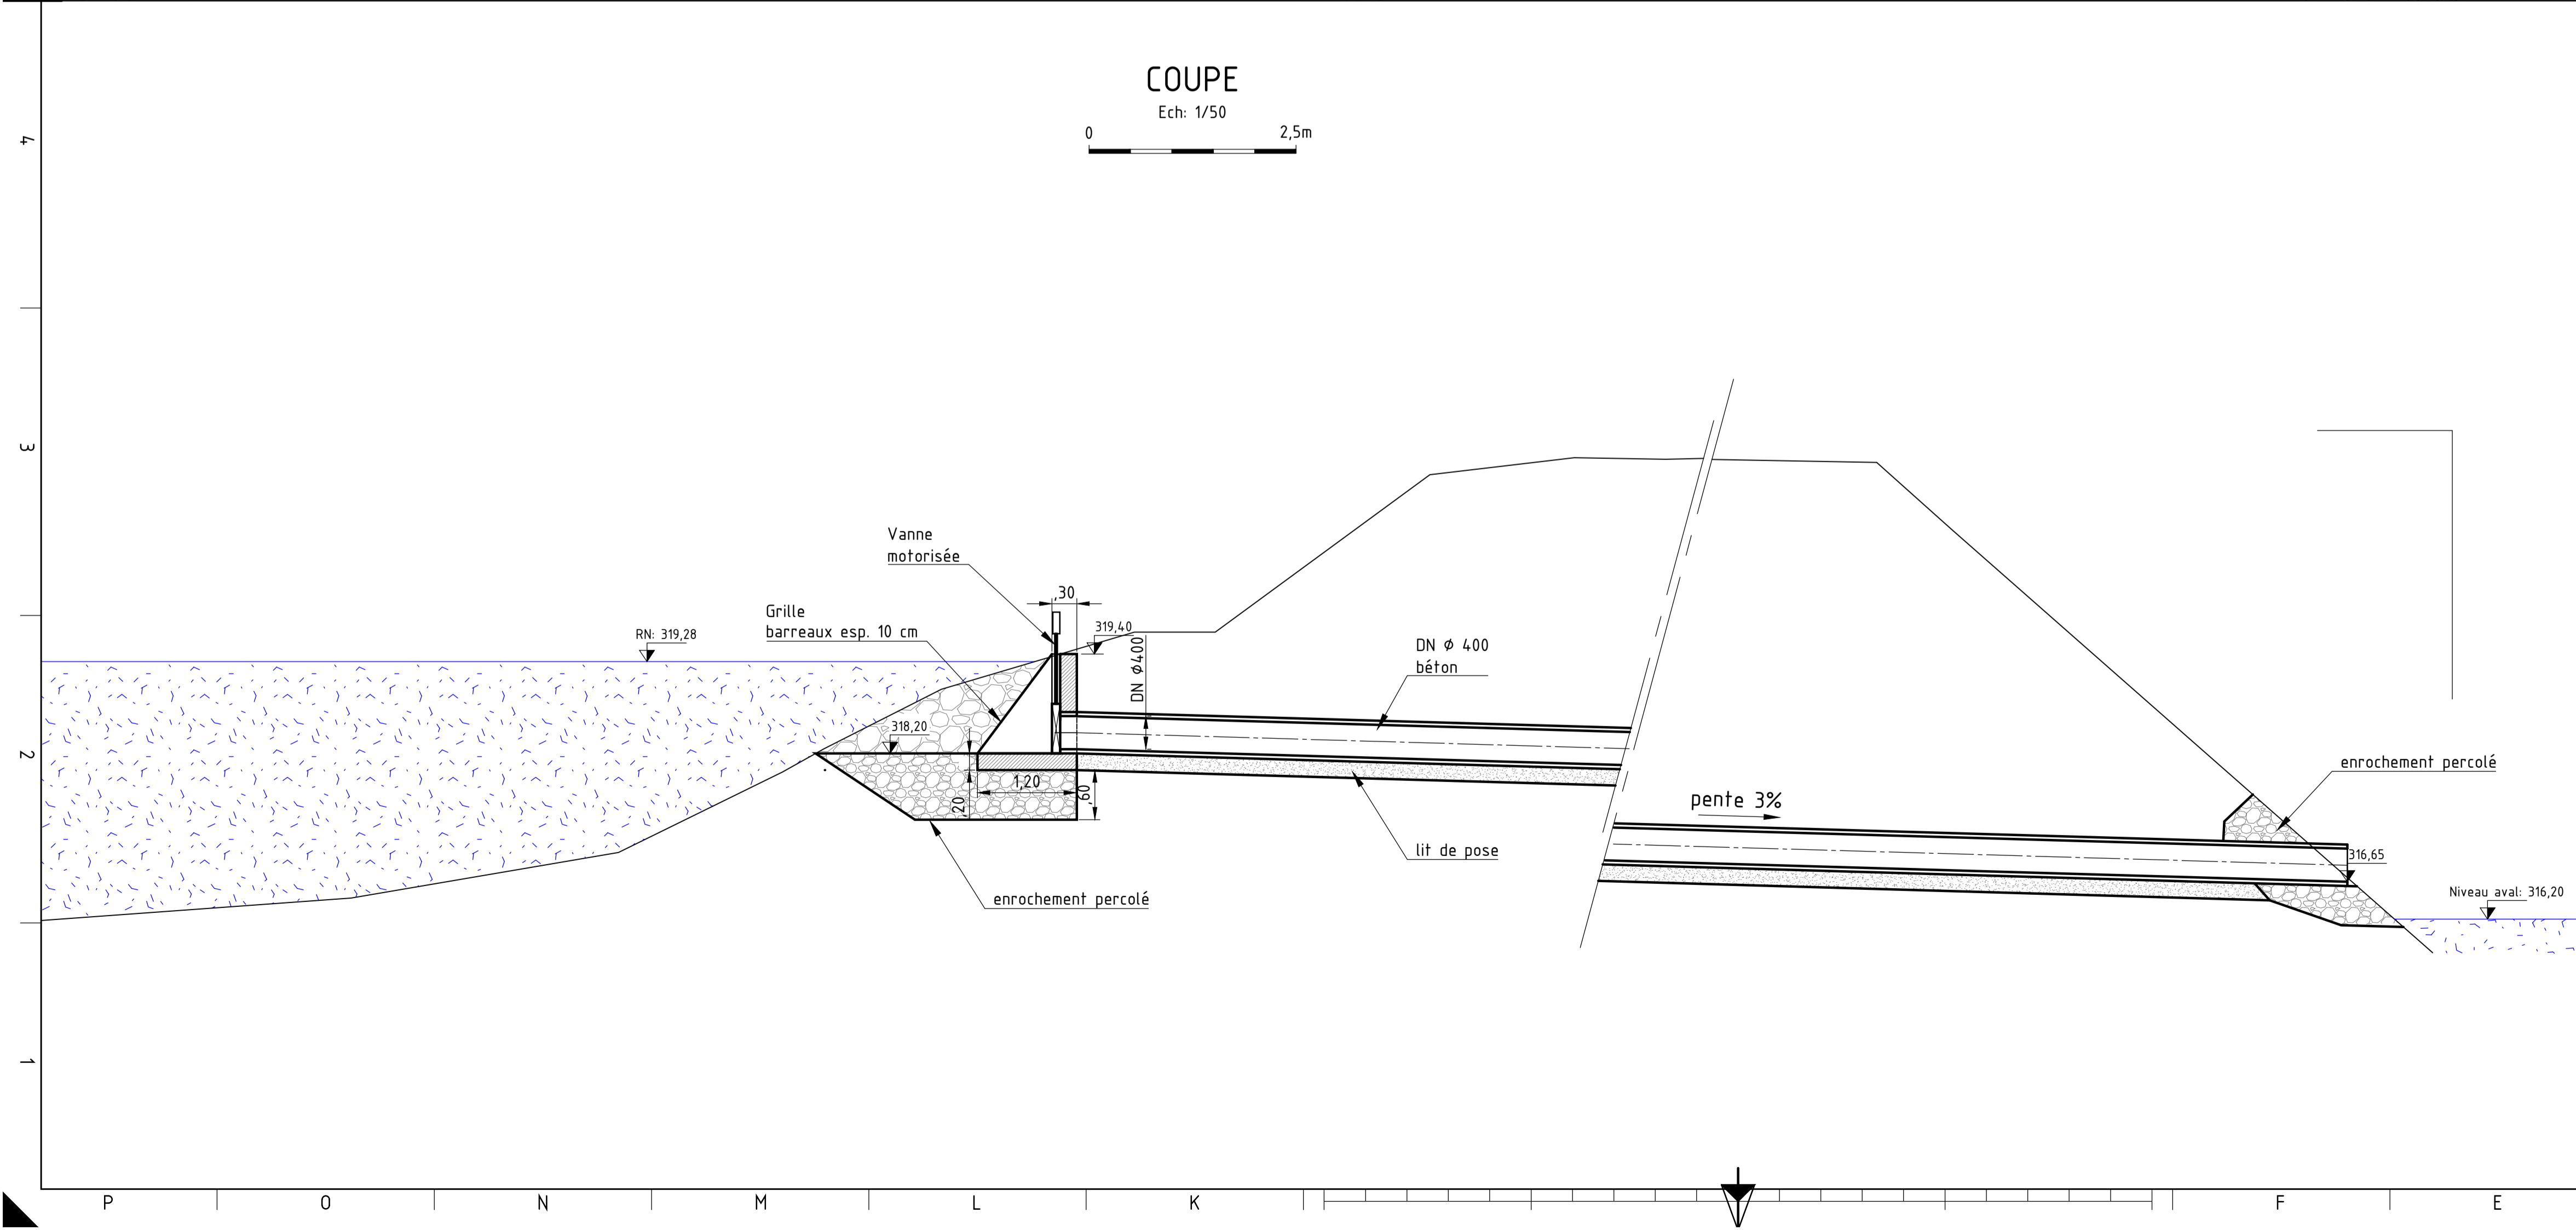 COUPE
Ech: 1/50
0
2,5m
4
3
2
1
Vanne
motorisée
,30
Grille
barreaux esp. 10 cm
RN: 319,28
319,40
DN Ø400
DN Ø 400
béton
318,20
1,20
,20
,60
enrochement percolé
lit de pose
pente 3%
enrochement percolé
316,65
Niveau aval: 316,20
P
O
N
M
L
K
F
E